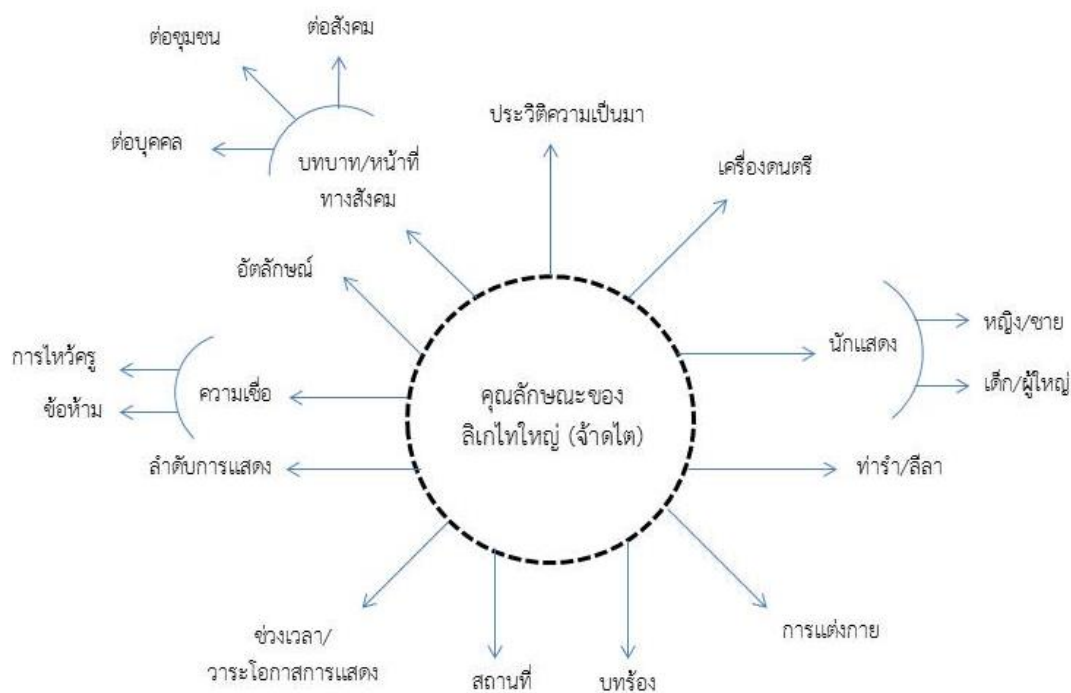 ต่อสังคม
ต่อชุมชน
ต่อบุคคล
บทบาท/หน้าที่
ทางสังคม
ประวิติความเป็นมา
เครื่องดนตรี
อัตลักษณ์
นักแสดง
หญิง/ชาย
เด็ก/ผู้ใหญ่
การไหว้ครู
ข้อห้าม
ความเชื่อ
คุณลักษณะของ
ลิเกไทใหญ่ (จ้าดไต)
ลำดับการแสดง
ท่ารำ/ลีลา
ช่วงเวลา/
วาระโอกาสการแสดง
สถานที่
บทร้อง
การแต่งกาย